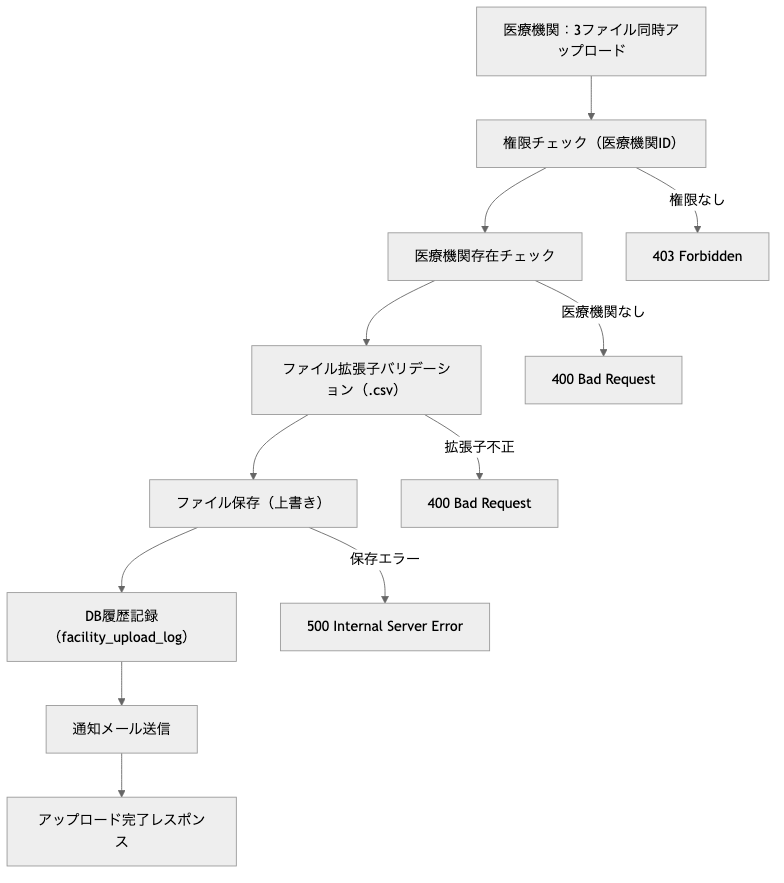 医療機関：3ファイル同時ア
ップロード
権限チェック（医療機関ID）
権限なし
医療機関存在チェック
403 Forbidden
医療機関なし
ファイル拡張子バリデーシ
ョン（.csv）
400 Bad Request
拡張子不正
ファイル保存（上書き）
400 Bad Request
保存エラー
DB履歴記録
（facility_upload_log）
500 Internal Server Error
通知メール送信
アップロード完了レスポン
ス